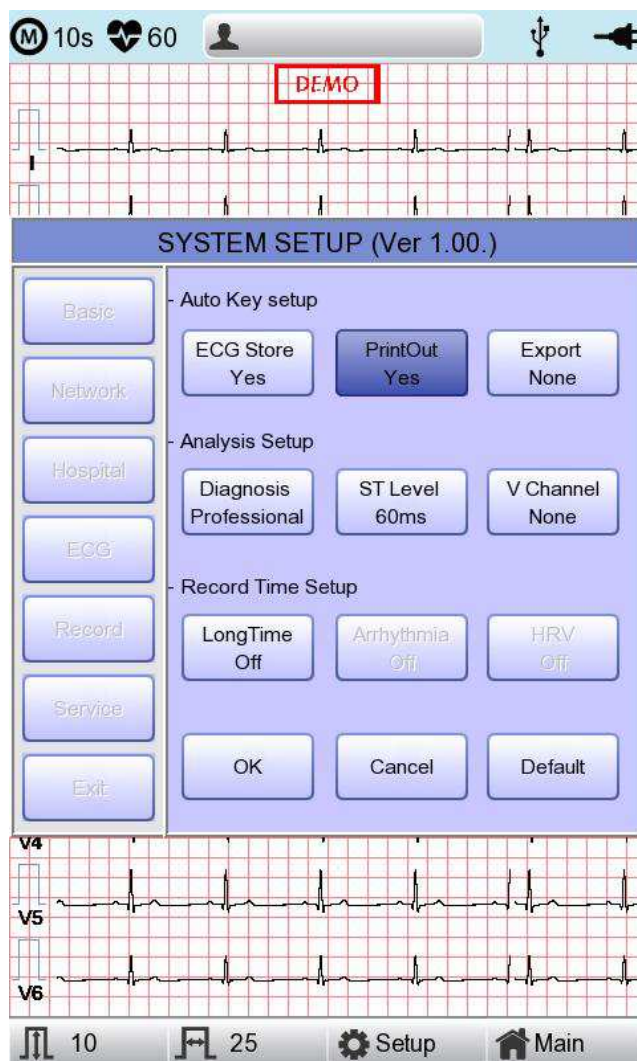 M 10s 60
DEMO
I
SYSTEM SETUP (Ver 1.00.)
Basic
Network
Hospital
ECG
Record
Service
Exit
- Auto Key setup
ECG Store
Yes
PrintOut
Yes
Export
None
- Analysis Setup
Diagnosis
Professional
ST Level
60ms
V Channel
None
- Record Time Setup
LongTime
Off
Arrhythmia
Off
HRV
Off
OK
Cancel
Default
V4
V5
V6
10
25
Setup
Main